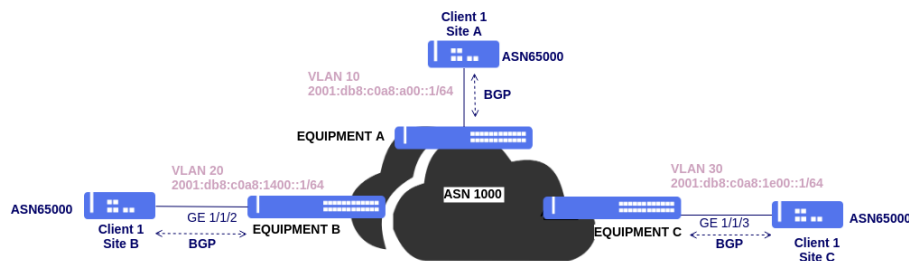 Client 1
Site A
ASN65000
VLAN 10
2001:db8:c0a8:a00::1/64
BGP
EQUIPMENT A
VLAN 20
2001:db8:c0a8:1400::1/64
ASN65000
GE 1/1/2
Client 1
Site B
BGP
EQUIPMENT B
ASN 1000
VLAN 30
2001:db8:c0a8:1e00::1/64
EQUIPMENT C
GE 1/1/3
BGP
ASN65000
Client 1
Site C